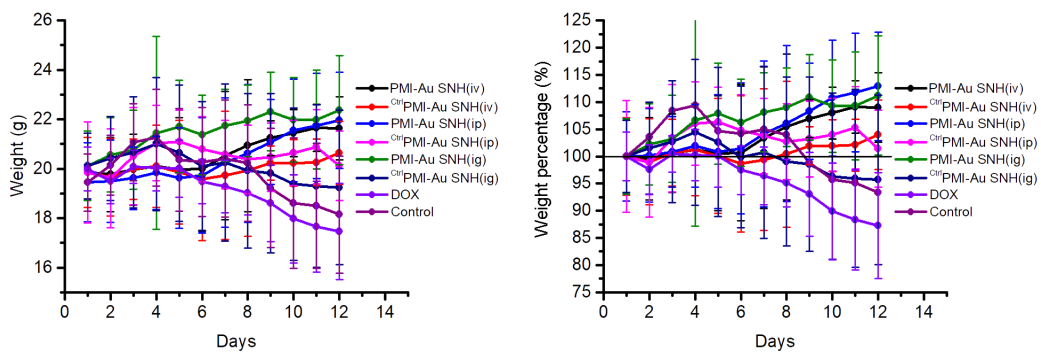 26
24
22
20
18
16
Weight (g)
0
2
4
6
8
10
12
14
Days
PMI-Au SNH(iv)
CtrlPMI-Au SNH(iv)
PMI-Au SNH(ip)
CtrlPMI-Au SNH(ip)
PMI-Au SNH(ig)
CtrlPMI-Au SNH(ig)
DOX
Control
125
120
115
110
105
100
95
90
85
80
75
Weight percentage (%)
0
2
4
6
8
10
12
14
Days
PMI-Au SNH(iv)
CtrlPMI-Au SNH(iv)
PMI-Au SNH(ip)
CtrlPMI-Au SNH(ip)
PMI-Au SNH(ig)
CtrlPMI-Au SNH(ig)
DOX
Control